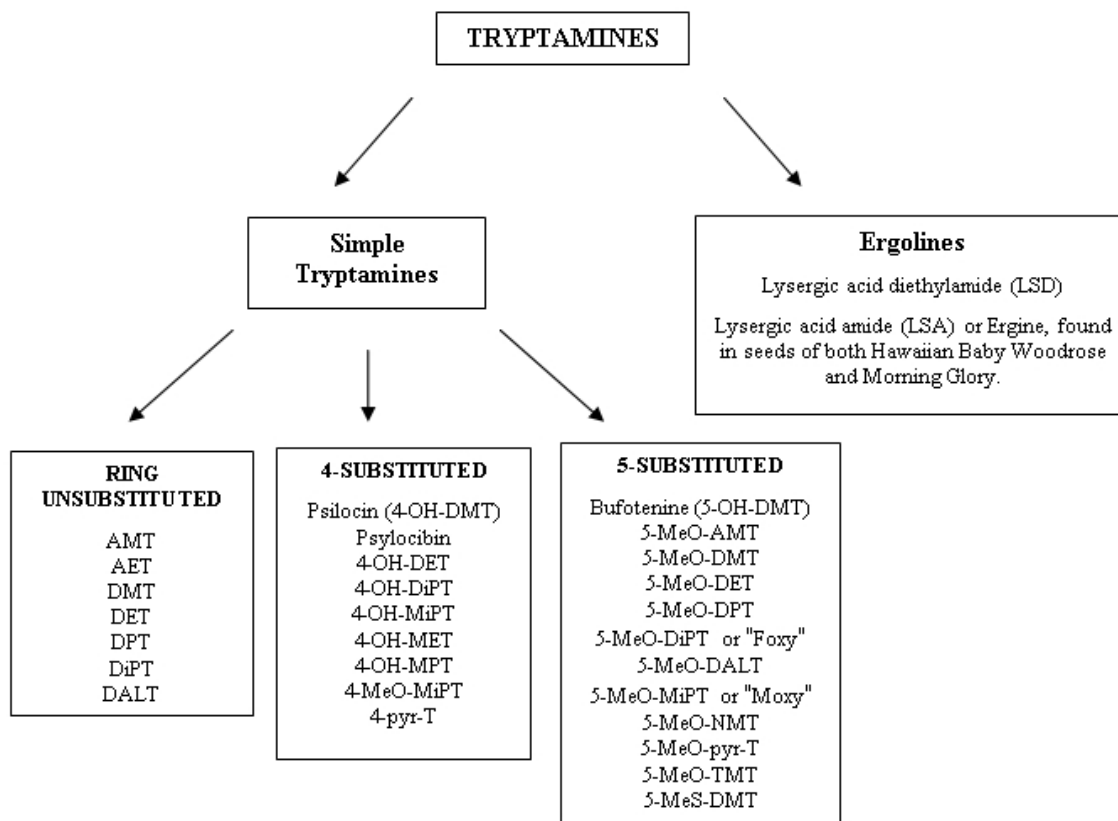 TRYPTAMINES
Simple
Tryptamines
Ergolines
Lysergic acid diethylamide (LSD)
Lysergic acid amide (LSA) or Ergine, found
in seeds of both Hawaiian Baby Woodrose
and Morning Glory.
RING
UNSUBSTITUTED
AMT
AET
DMT
DET
DPT
DiPT
DALT
4-SUBSTITUTED
Psilocin (4-OH-DMT)
Psylocibin
4-OH-DET
4-OH-DiPT
4-OH-MiPT
4-OH-MET
4-OH-MPT
4-MeO-MiPT
4-pyr-T
5-SUBSTITUTED
Bufotenine (5-OH-DMT)
5-MeO-AMT
5-MeO-DMT
5-MeO-DET
5-MeO-DPT
5-MeO-DiPT or "Foxy"
5-MeO-DALT
5-MeO-MiPT or "Moxy"
5-MeO-NMT
5-MeO-pyr-T
5-MeO-TMT
5-MeS-DMT